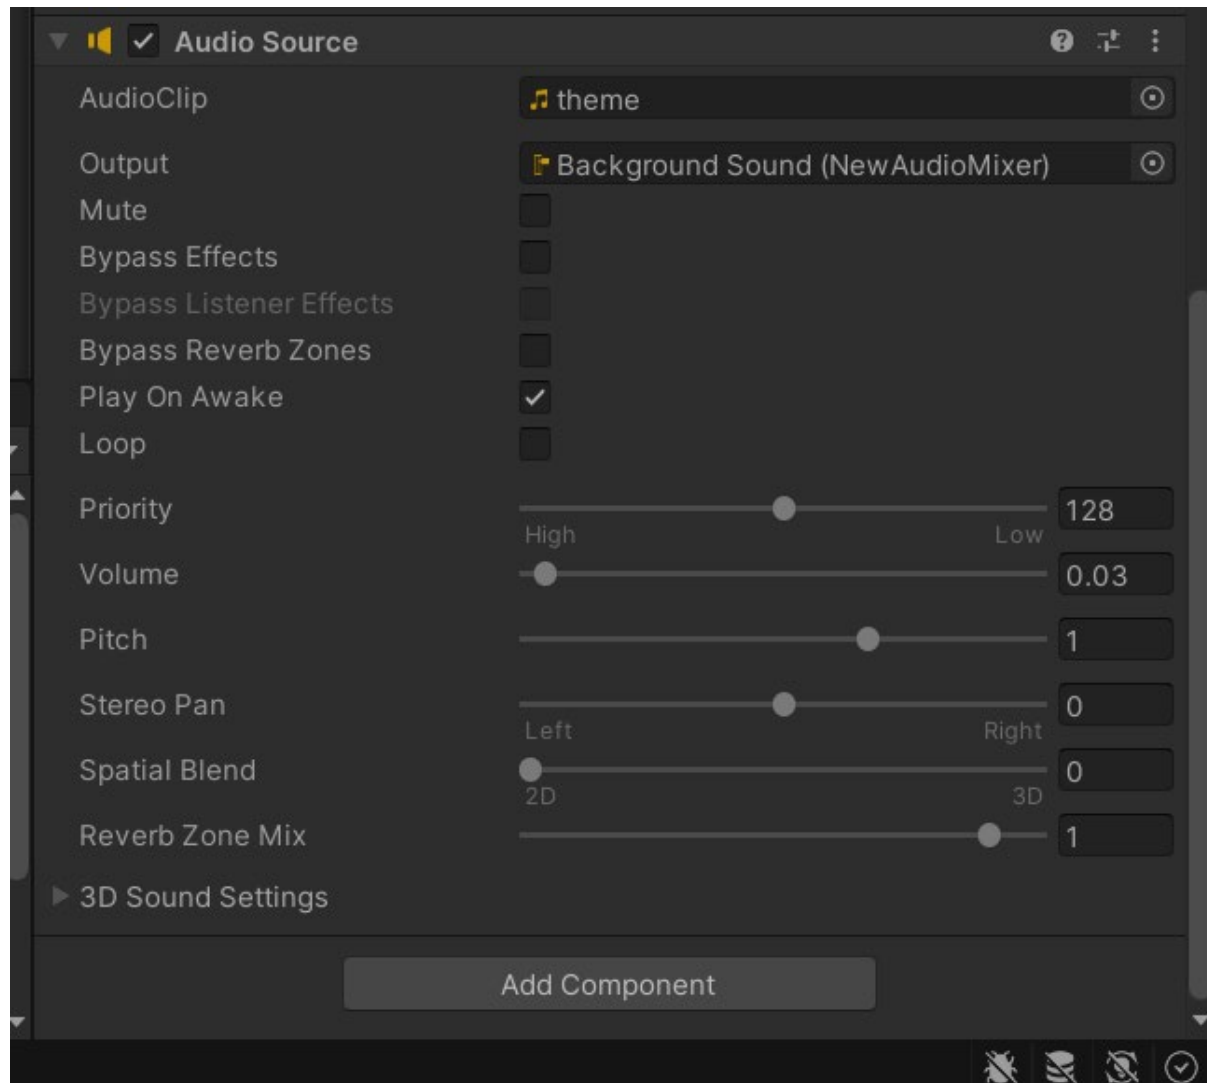 Audio Source
AudioClip theme
Output Background Sound (NewAudioMixer)
Mute
Bypass Effects
Bypass Listener Effects
Bypass Reverb Zones
Play On Awake
Loop
Priority 128
High Low
Volume 0.03
Pitch 1
Stereo Pan 0
Left Right
Spatial Blend 0
2D 3D
Reverb Zone Mix 1
3D Sound Settings
Add Component